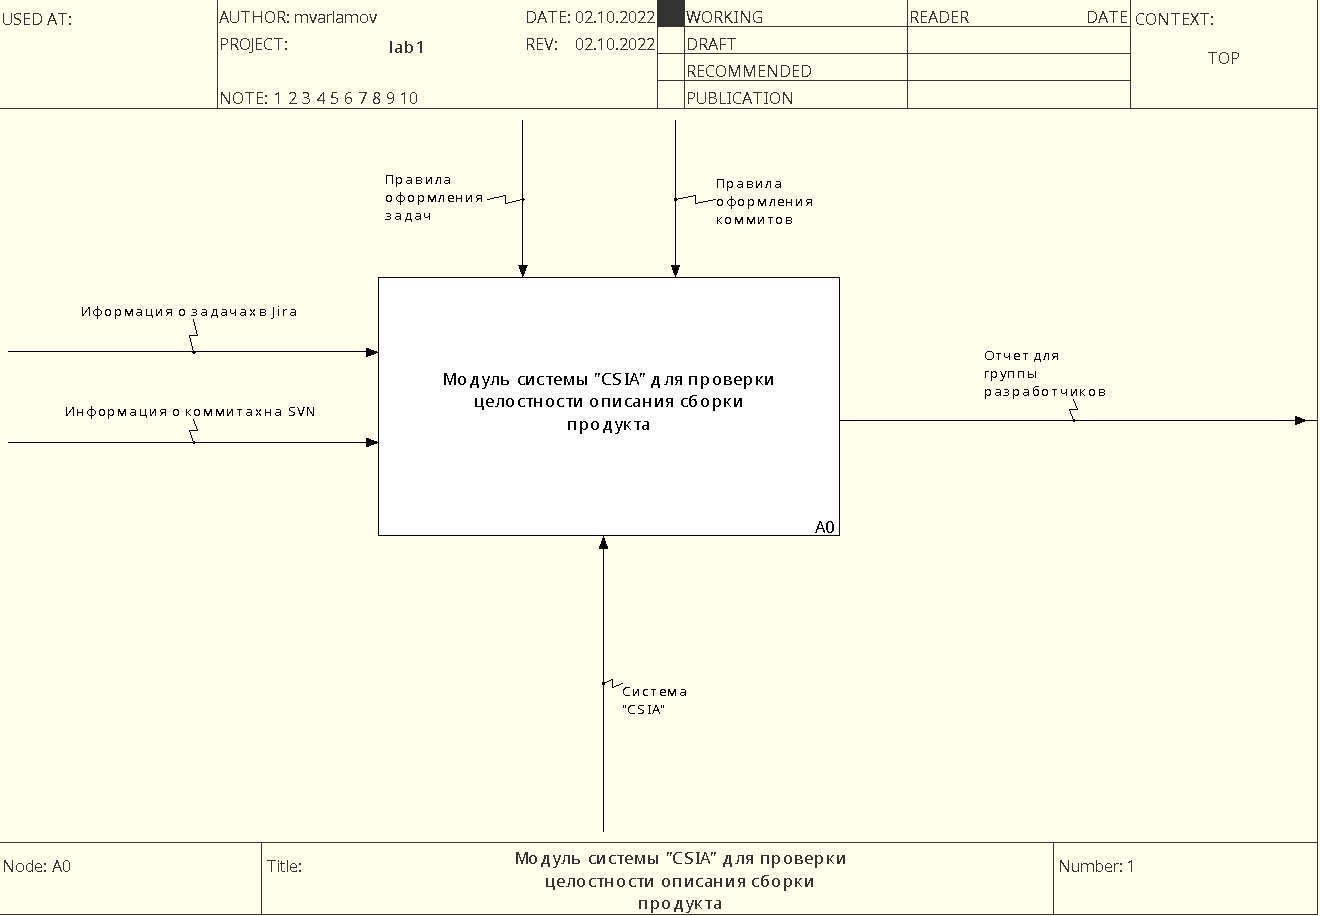 USED AT:
AUTHOR: mvarlamov
DATE: 02.10.2022
PROJECT:
lab1
REV: 02.10.2022
NOTE: 1 2 3 4 5 6 7 8 9 10
WORKING
DRAFT
RECOMMENDED
PUBLICATION
READER
DATE
CONTEXT:
TOP
Правила
оформления
задач
Правила
оформления
коммитов
Иформация о задачах в Jira
Информация о коммитах на SVN
Модуль системы "CSIA" для проверки
целостности описания сборки
продукта
A0
Отчет для
группы
разработчиков
Система
"CSIA"
Node: A0
Title:
Модуль системы "CSIA" для проверки
целостности описания сборки
продукта
Number: 1